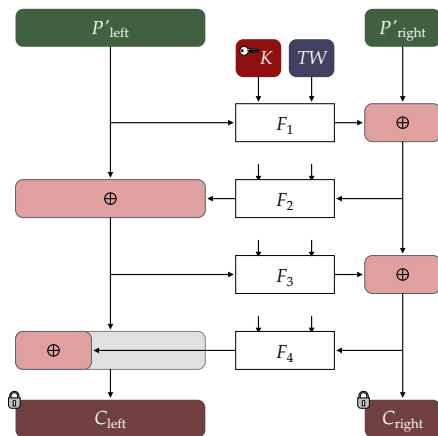 P′left P′right
K TW
F1 ⊕
⊕ F2
F3 ⊕
⊕ F4
Cleft Cright